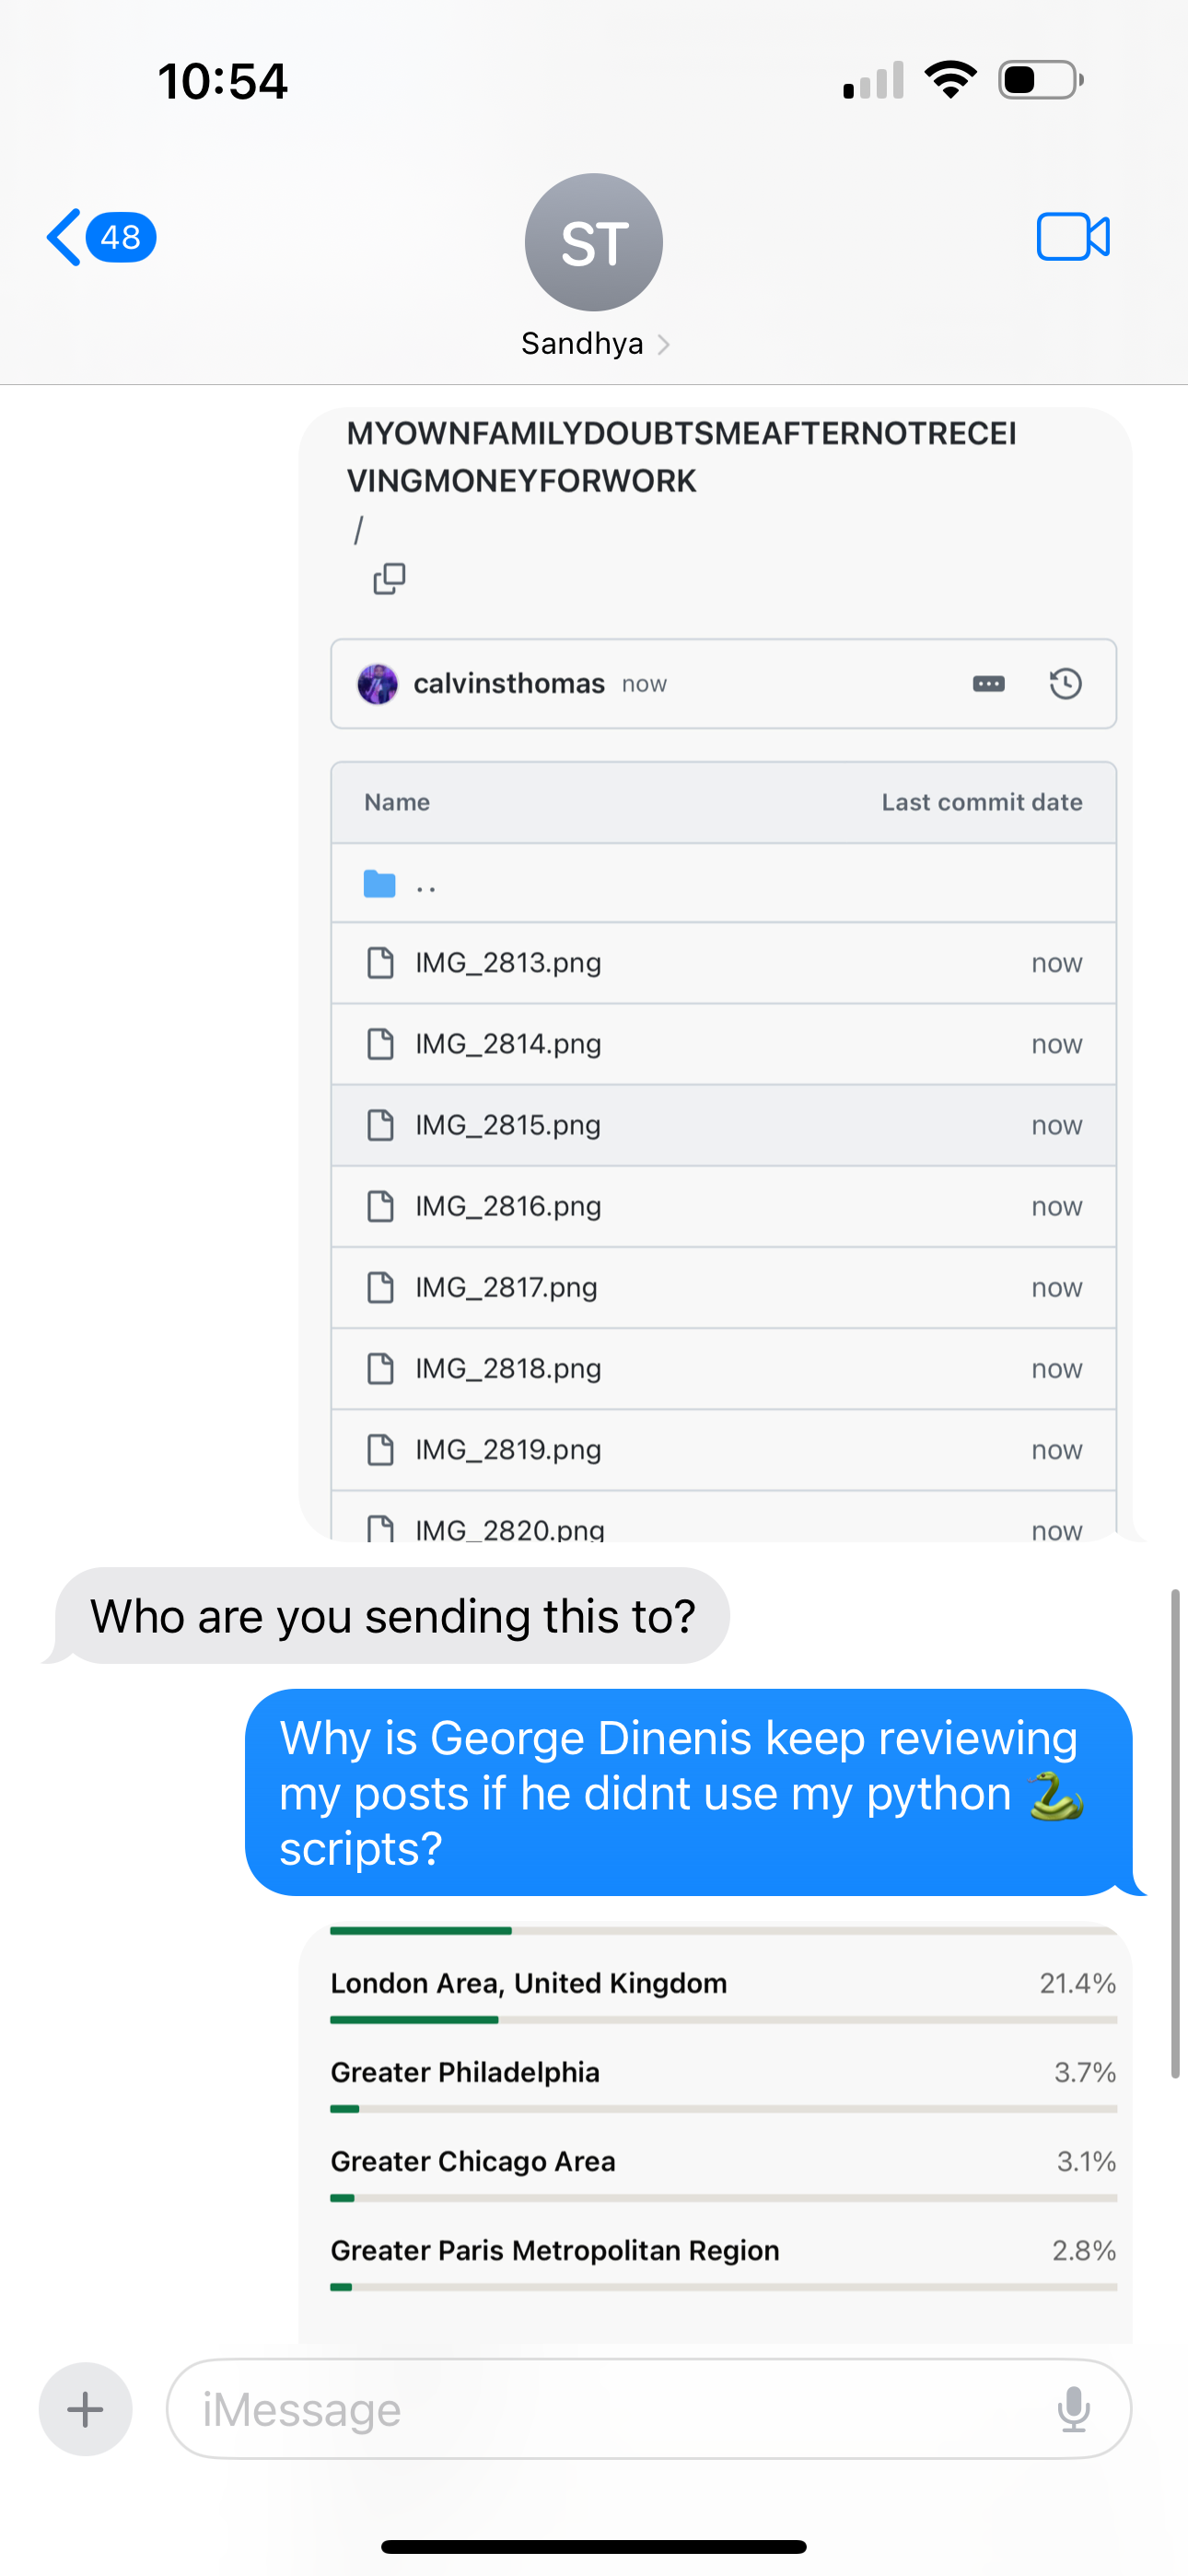 10:54
48
ST
Sandhya
MYOWNFAMILYDOUBTSMEAFTERNOTRECEI
VINGMONEYFORWORK
/
calvinsthomas now
Name Last commit date
..
IMG_2813.png now
IMG_2814.png now
IMG_2815.png now
IMG_2816.png now
IMG_2817.png now
IMG_2818.png now
IMG_2819.png now
IMG_2820.png now
Who are you sending this to?
Why is George Dinenis keep reviewing
my posts if he didnt use my python 🐍
scripts?
London Area, United Kingdom 21.4%
Greater Philadelphia 3.7%
Greater Chicago Area 3.1%
Greater Paris Metropolitan Region 2.8%
iMessage